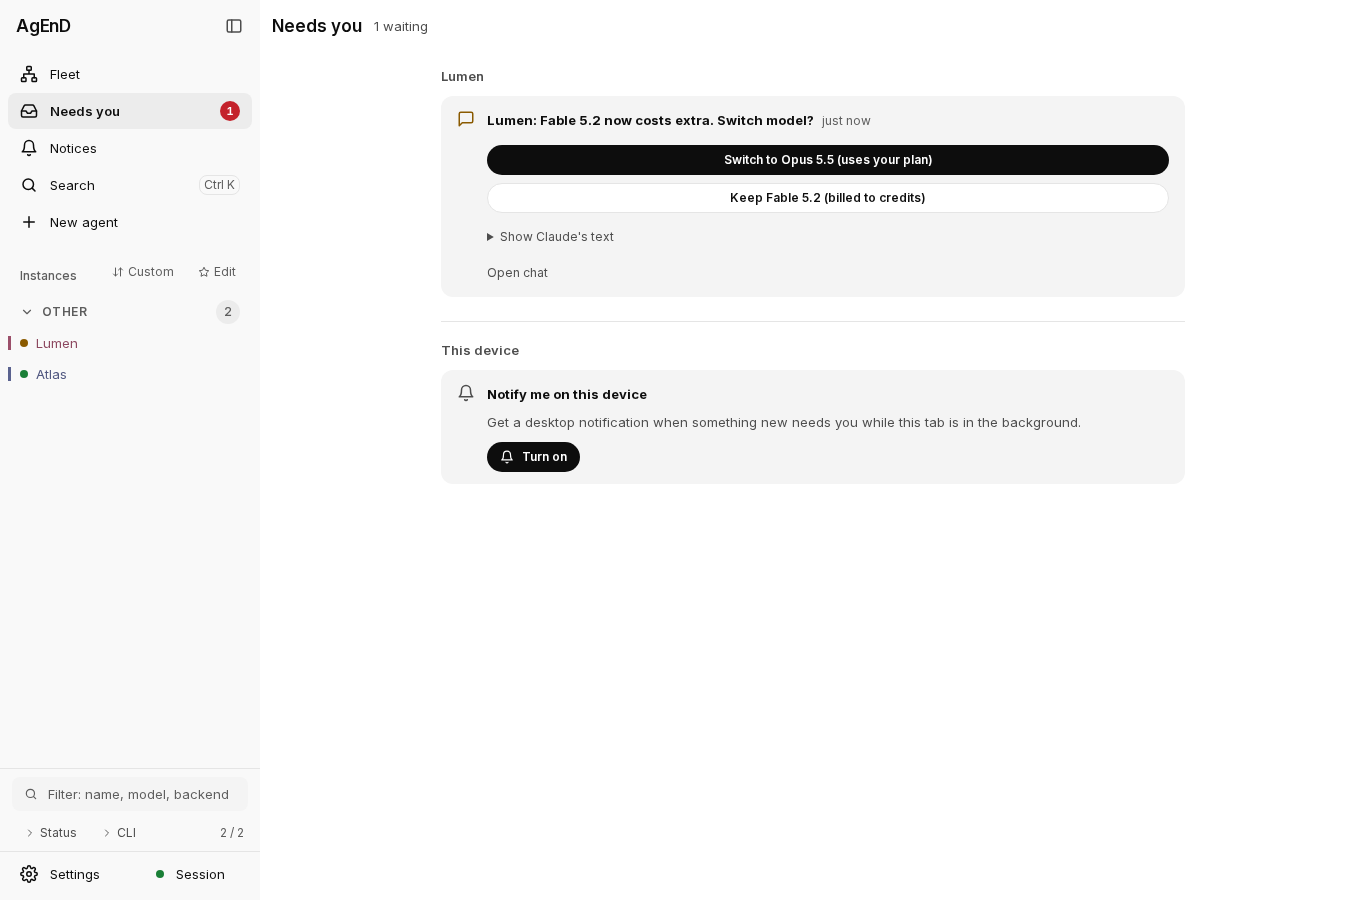 AgEnD
Fleet
Needs you 1
Notices
Search Ctrl K
New agent
Instances Custom Edit
OTHER 2
Lumen
Atlas
Filter: name, model, backend
Status CLI 2 / 2
Settings Session
Needs you 1 waiting
Lumen
Lumen: Fable 5.2 now costs extra. Switch model? just now
Switch to Opus 5.5 (uses your plan)
Keep Fable 5.2 (billed to credits)
Show Claude's text
Open chat
This device
Notify me on this device
Get a desktop notification when something new needs you while this tab is in the background.
Turn on